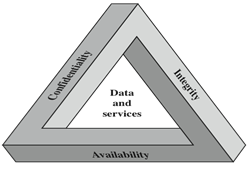 Confidentiality
Integrity
Data
and
services
Availability